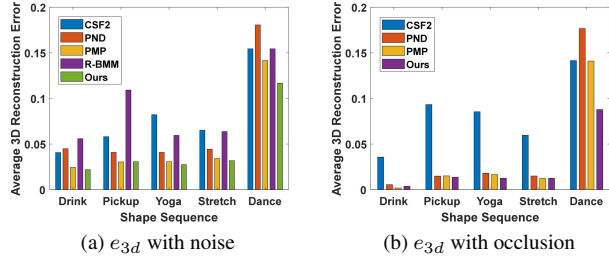 Average 3D Reconstruction Error
0.2
0.15
0.1
0.05
0
CSF2
PND
PMP
R-BMM
Ours
Drink Pickup Yoga Stretch Dance
Shape Sequence
(a) e3d with noise
Average 3D Reconstruction Error
0.2
0.15
0.1
0.05
0
CSF2
PND
PMP
Ours
Drink Pickup Yoga Stretch Dance
Shape Sequence
(b) e3d with occlusion